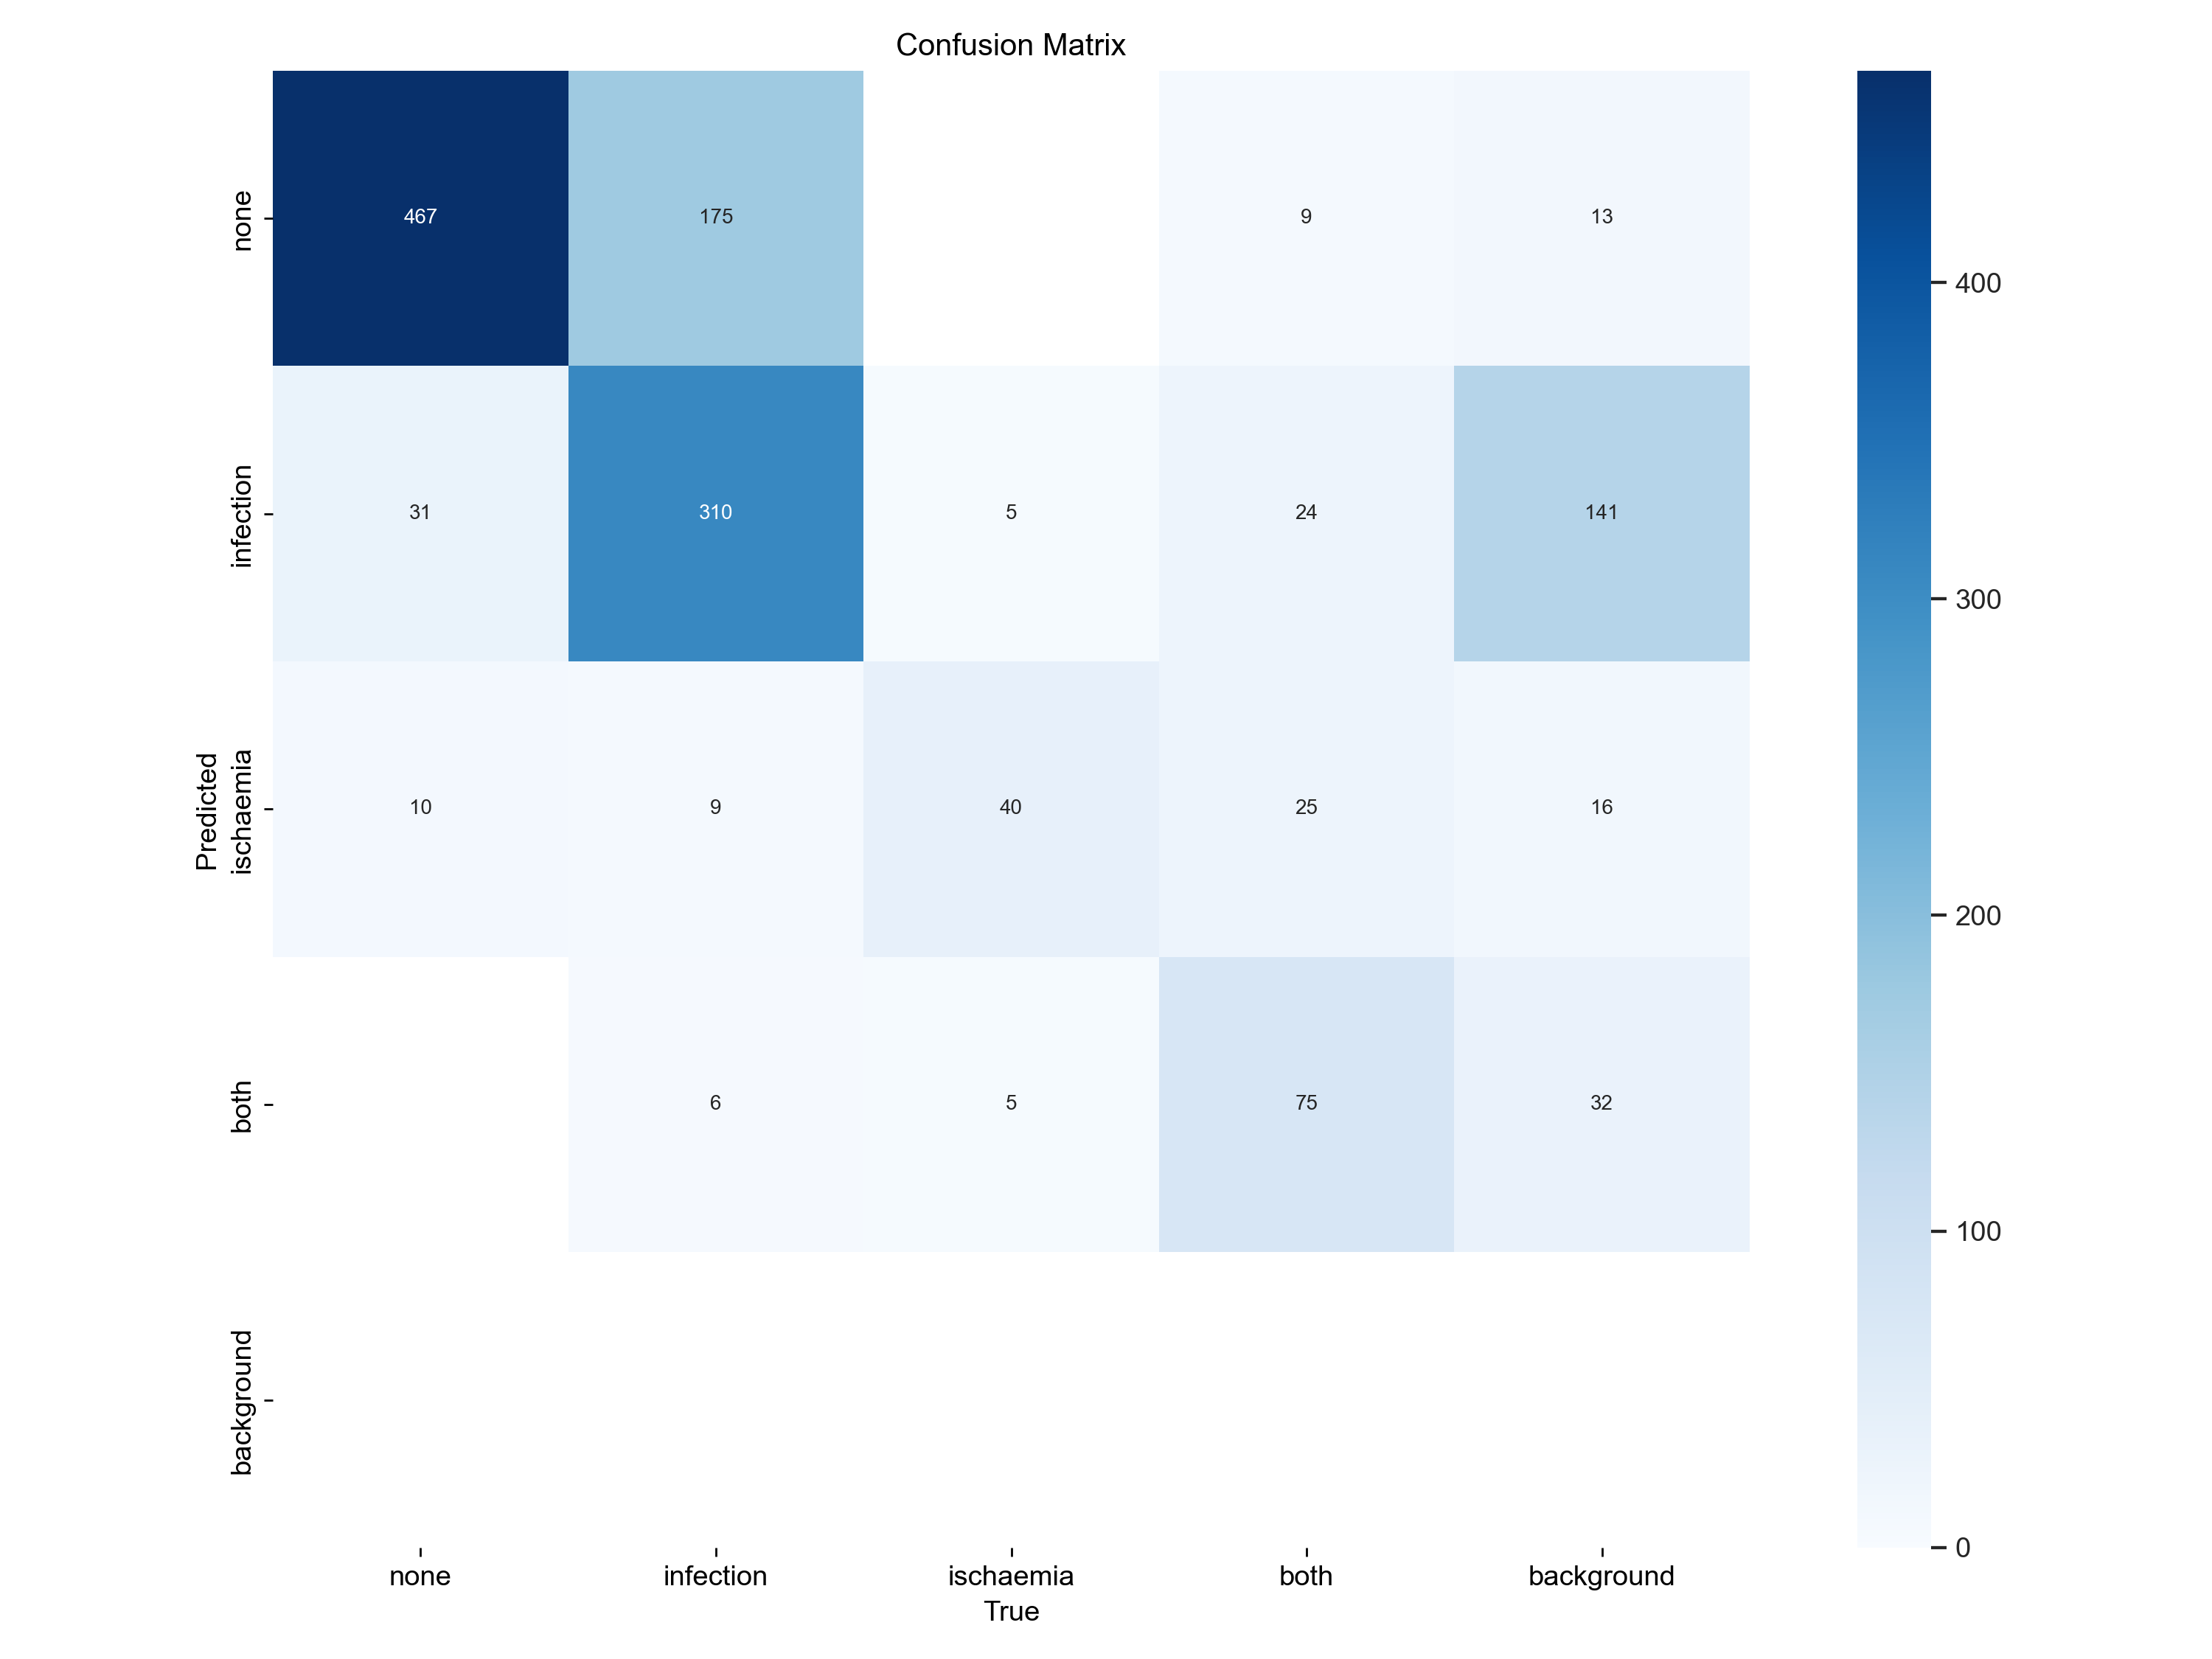 Confusion Matrix
none
467
175
9
13
infection
31
310
5
24
141
Predicted
ischaemia
10
9
40
25
16
both
6
5
75
32
background
none
infection
ischaemia
both
background
True
400
300
200
100
0